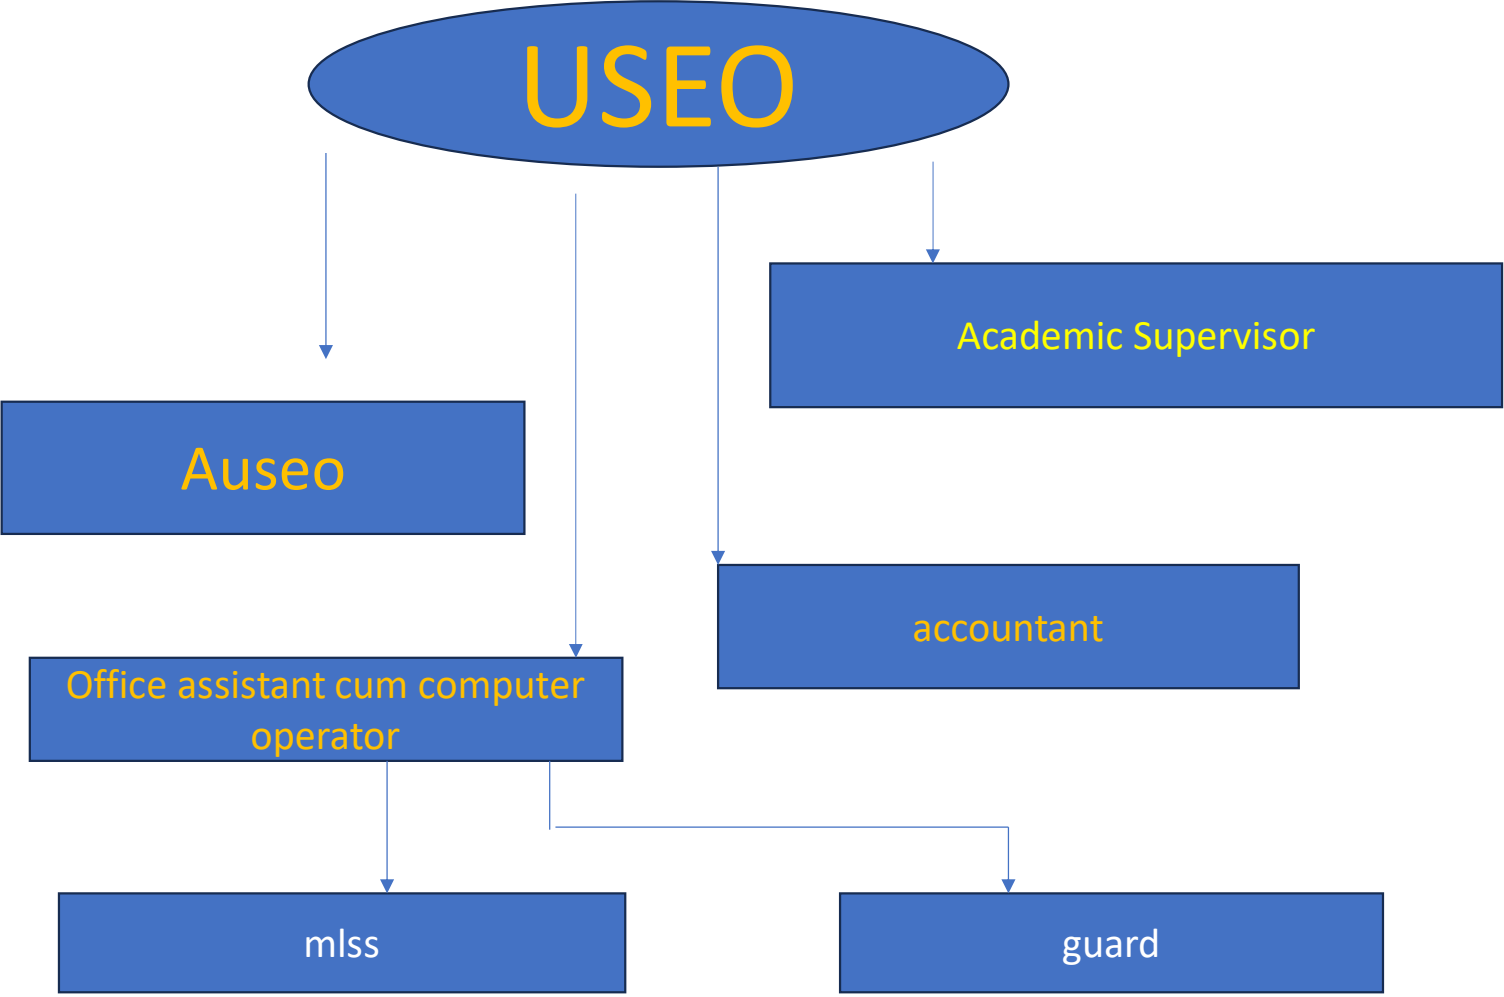 USEO
Academic Supervisor
Auseo
accountant
Office assistant cum computer
operator
mlss
guard